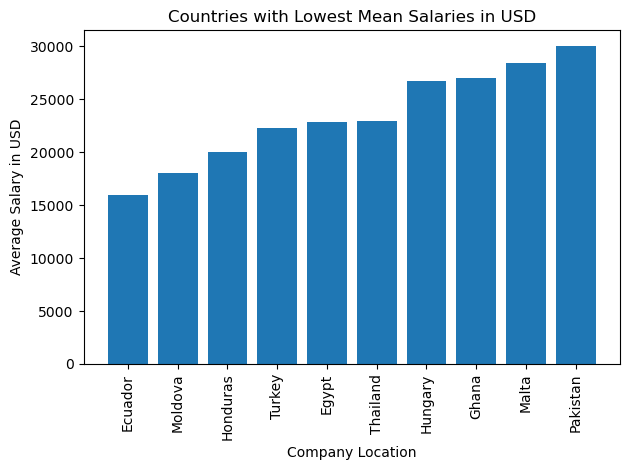 Countries with Lowest Mean Salaries in USD
30000
25000
20000
15000
10000
5000
0
Average Salary in USD
Ecuador
Moldova
Honduras
Turkey
Egypt
Thailand
Hungary
Ghana
Malta
Pakistan
Company Location